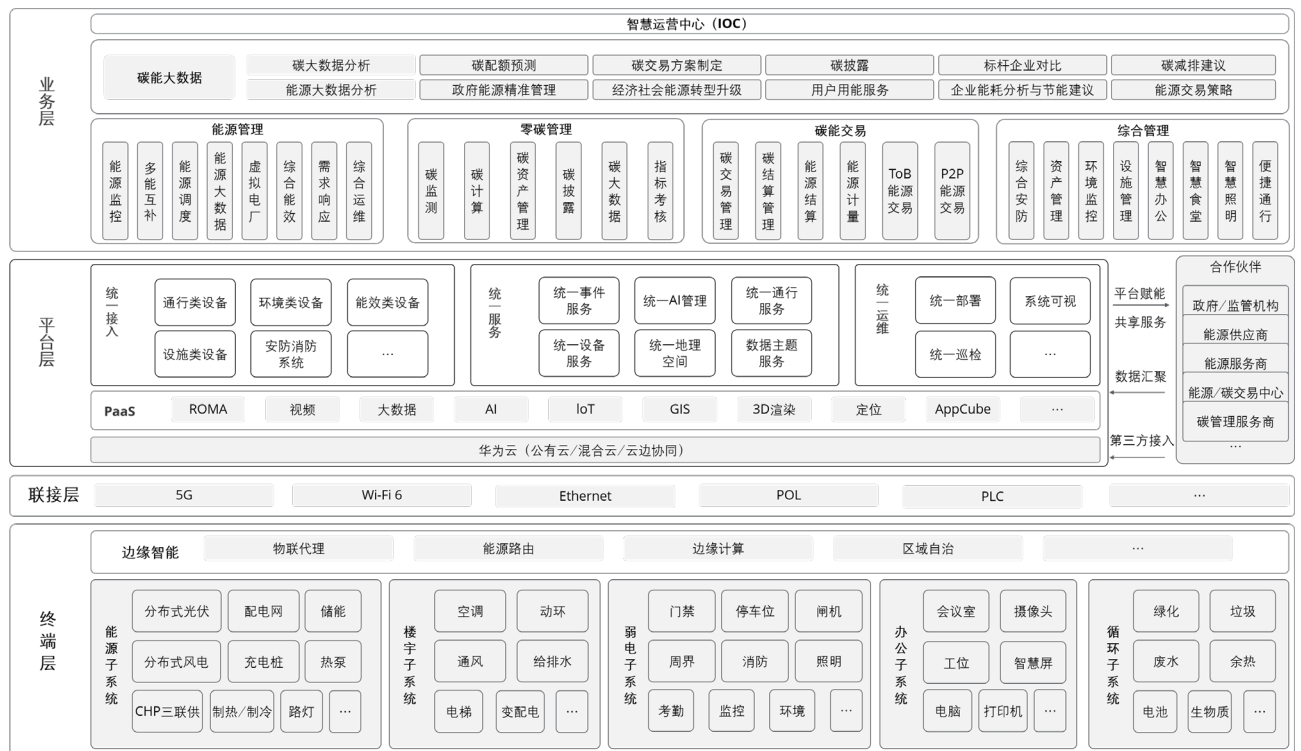 智慧运营中心（IOC）
业务层
碳能大数据
碳大数据分析
碳配额预测
碳交易方案制定
碳披露
标杆企业对比
碳减排建议
能源大数据分析
政府能源精准管理
经济社会能源转型升级
用户用能服务
企业能耗分析与节能建议
能源交易策略
能源管理
能源监控
多能互补
能源调度
能源大数据
虚拟电厂
综合能效
需求响应
综合运维
零碳管理
碳监测
碳计算
碳资产管理
碳披露
碳大数据
指标考核
碳能交易
碳交易管理
碳结算管理
能源结算
能源计量
ToB
能源
交易
P2P
能源
交易
综合管理
综合安防
资产管理
环境监控
设施管理
智慧办公
智慧食堂
智慧照明
便捷通行
平台层
统一接入
通行类设备
环境类设备
能效类设备
设施类设备
安防消防
系统
...
统一服务
统一事件
服务
统一AI管理
统一通行
服务
统一设备
服务
统一地理
空间
数据主题
服务
统一运维
统一部署
系统可视
统一巡检
...
PaaS
ROMA
视频
大数据
AI
IoT
GIS
3D渲染
定位
AppCube
...
华为云（公有云/混合云/云边协同）
平台赋能
共享服务
数据汇聚
第三方接入
合作伙伴
政府/监管机构
能源供应商
能源服务商
能源/碳交易中心
碳管理服务商
...
联接层
5G
Wi-Fi 6
Ethernet
POL
PLC
...
终端层
边缘智能
物联代理
能源路由
边缘计算
区域自治
...
能源子系统
分布式光伏
配电网
储能
分布式风电
充电桩
热泵
CHP三联供
制热/制冷
路灯
...
楼宇子系统
空调
动环
通风
给排水
电梯
变配电
...
弱电子系统
门禁
停车位
闸机
周界
消防
照明
考勤
监控
环境
...
办公子系统
会议室
摄像头
工位
智慧屏
电脑
打印机
...
循环子系统
绿化
垃圾
废水
余热
电池
生物质
...